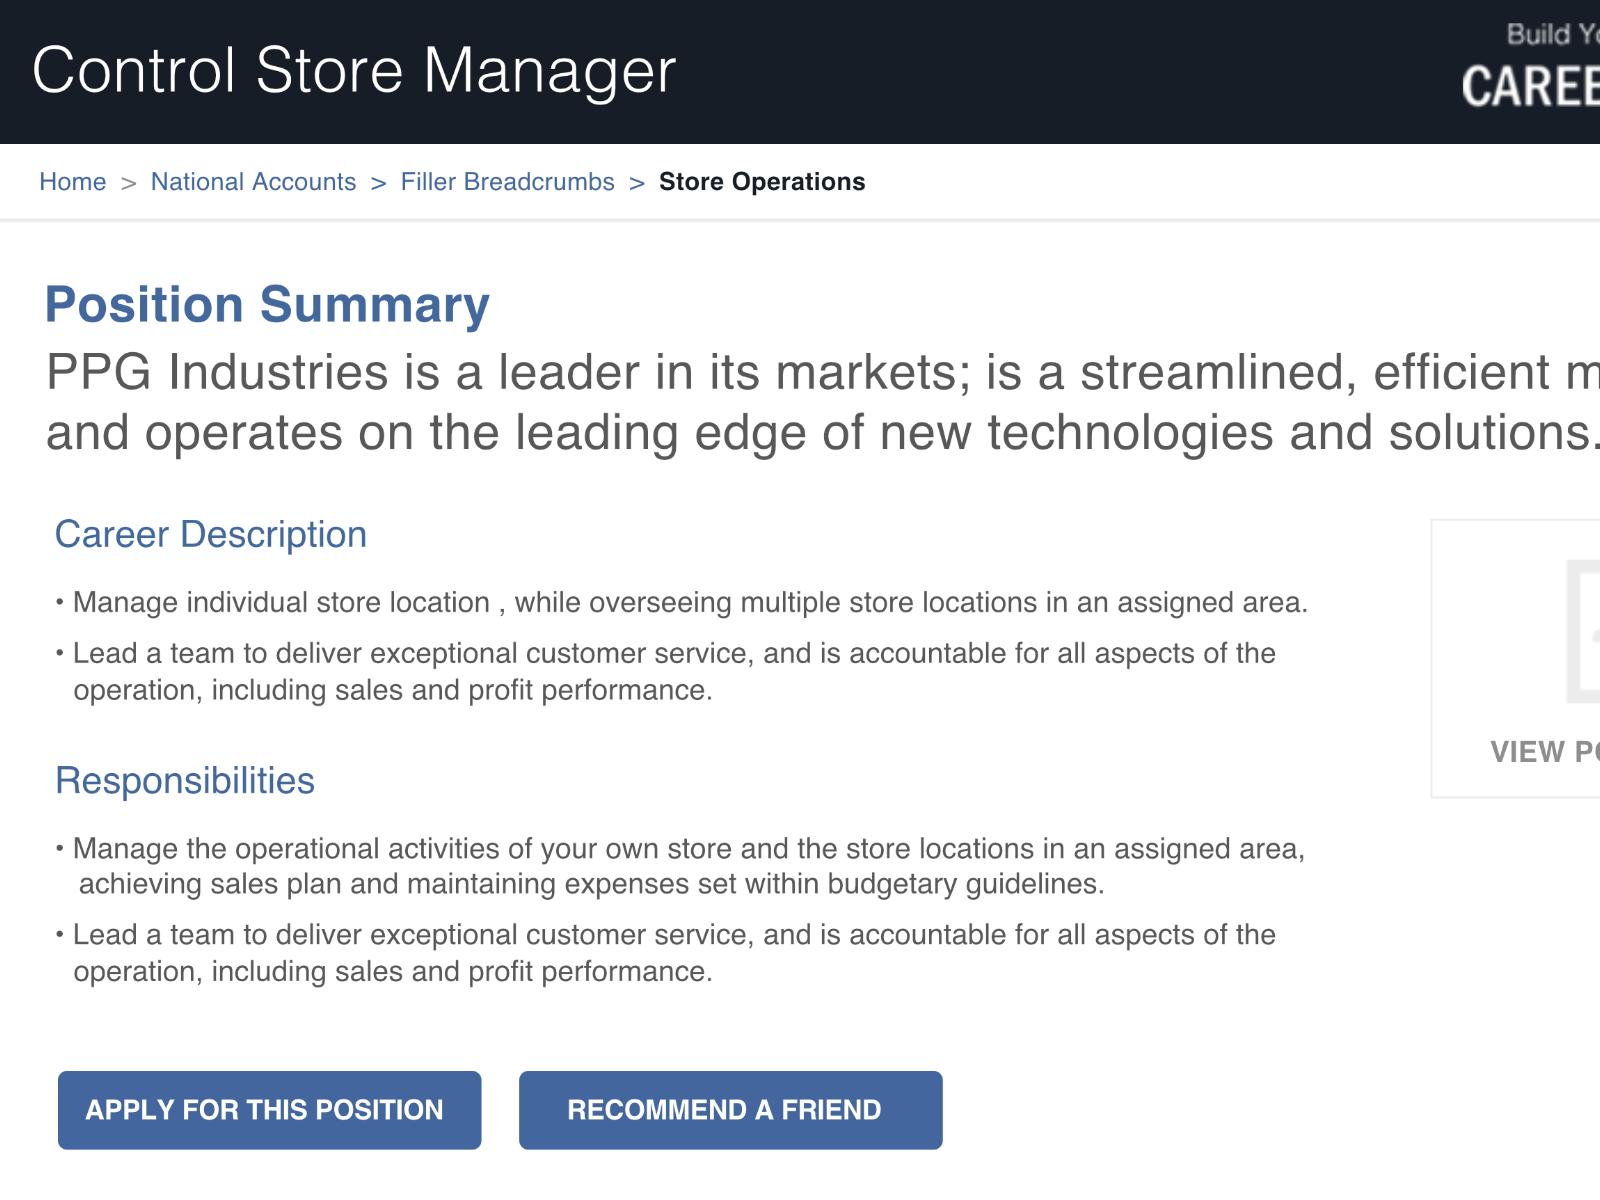 Control Store Manager
Build
Home > National Accounts > Filler Breadcrumbs > Store Operations
Position Summary
PPG Industries is a leader in its markets; is a streamlined, efficient
and operates on the leading edge of new technologies and solutions.
Career Description
• Manage individual store location , while overseeing multiple store locations in an assigned area.
• Lead a team to deliver exceptional customer service, and is accountable for all aspects of the
operation, including sales and profit performance.
VIEW
Responsibilities
• Manage the operational activities of your own store and the store locations in an assigned area,
achieving sales plan and maintaining expenses set within budgetary guidelines.
• Lead a team to deliver exceptional customer service, and is accountable for all aspects of the
operation, including sales and profit performance.
APPLY FOR THIS POSITION
RECOMMEND A FRIEND